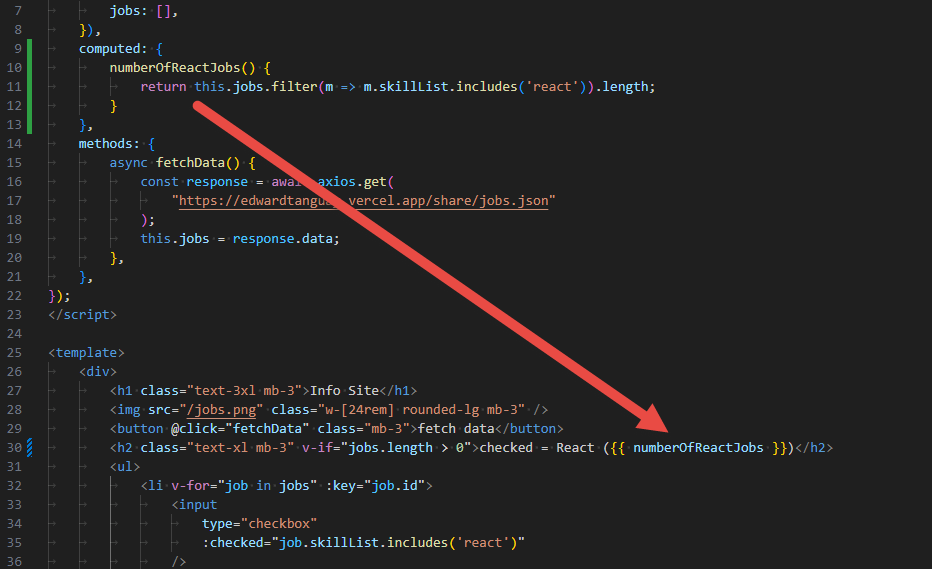 7 jobs: [],
8 }),
9 computed: {
10 numberOfReactJobs() {
11 return this.jobs.filter(m => m.skillList.includes('react')).length;
12 }
13 },
14 methods: {
15 async fetchData() {
16 const response = await axios.get(
17 "https://edwardtangua vercel.app/share/jobs.json"
18 );
19 this.jobs = response.data;
20 },
21 },
22 });
23 </script>
24
25 <template>
26 <div>
27 <h1 class="text-3xl mb-3">Info Site</h1>
28 <img src="/jobs.png" class="w-[24rem] rounded-lg mb-3" />
29 <button @click="fetchData" class="mb-3">fetch data</button>
30 <h2 class="text-xl mb-3" v-if="jobs.length > 0">checked = React ({{ numberOfReactJobs }})</h2>
31 <ul>
32 <li v-for="job in jobs" :key="job.id">
33 <input
34 type="checkbox"
35 :checked="job.skillList.includes('react')"
36 />